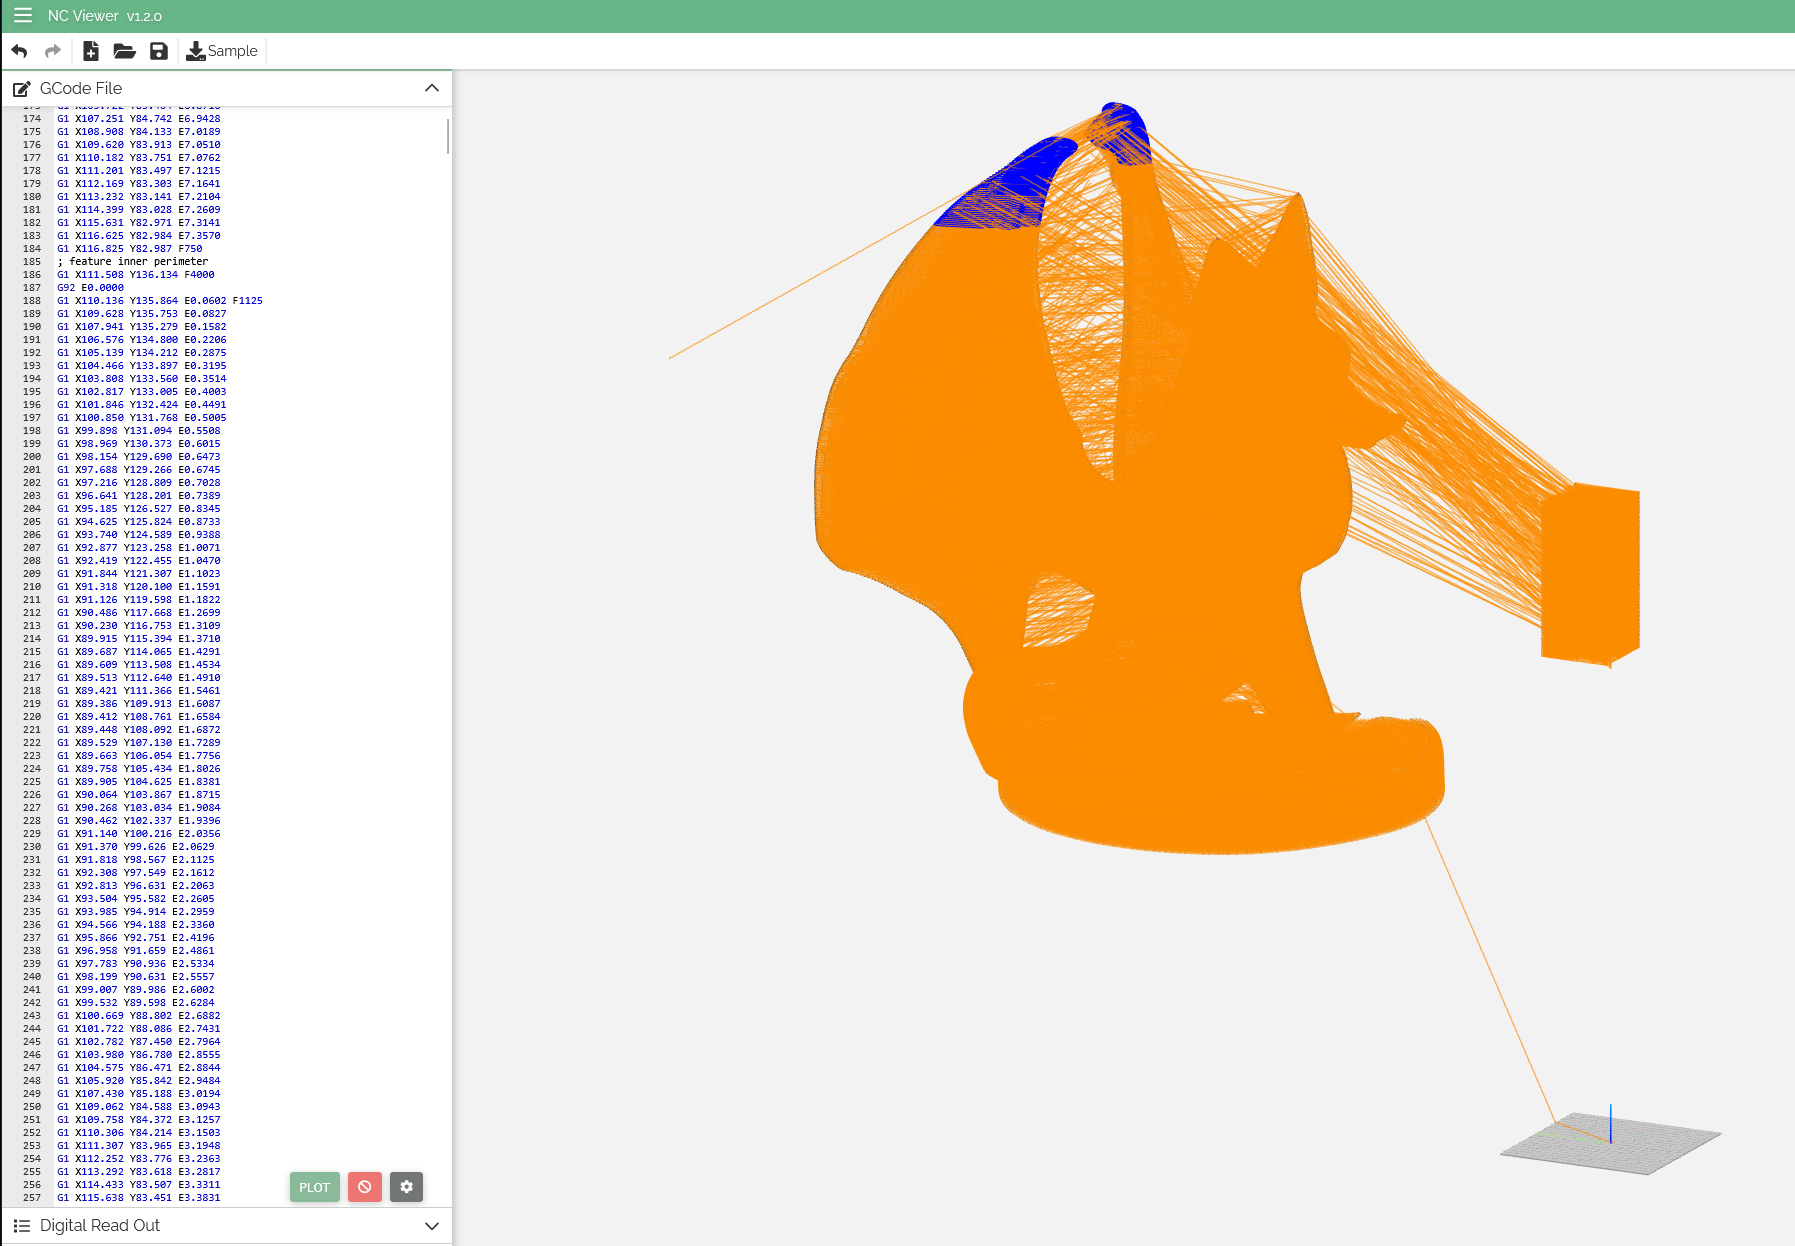 NC Viewer v1.2.0
Sample
GCode File
174 G1 X107.251 Y84.742 E6.9428
175 G1 X108.908 Y84.133 E7.0189
176 G1 X109.620 Y83.913 E7.0510
177 G1 X110.182 Y83.751 E7.0762
178 G1 X111.201 Y83.497 E7.1215
179 G1 X112.169 Y83.303 E7.1641
180 G1 X113.232 Y83.141 E7.2104
181 G1 X114.399 Y83.028 E7.2609
182 G1 X115.631 Y82.971 E7.3141
183 G1 X116.625 Y82.984 E7.3570
184 G1 X116.825 Y82.987 F750
185 ; feature inner perimeter
186 G1 X111.508 Y136.134 F4000
187 G92 E0.0000
188 G1 X110.136 Y135.864 E0.0602 F1125
189 G1 X109.628 Y135.753 E0.0827
190 G1 X107.941 Y135.279 E0.1582
191 G1 X106.576 Y134.800 E0.2206
192 G1 X105.139 Y134.212 E0.2875
193 G1 X104.466 Y133.897 E0.3195
194 G1 X103.808 Y133.560 E0.3514
195 G1 X102.817 Y133.005 E0.4003
196 G1 X101.846 Y132.424 E0.4491
197 G1 X100.850 Y131.768 E0.5005
198 G1 X99.898 Y131.094 E0.5508
199 G1 X98.969 Y130.373 E0.6015
200 G1 X98.154 Y129.690 E0.6473
201 G1 X97.688 Y129.266 E0.6745
202 G1 X97.216 Y128.809 E0.7028
203 G1 X96.641 Y128.201 E0.7389
204 G1 X95.185 Y126.527 E0.8345
205 G1 X94.625 Y125.824 E0.8733
206 G1 X93.740 Y124.589 E0.9388
207 G1 X92.877 Y123.258 E1.0071
208 G1 X92.419 Y122.455 E1.0470
209 G1 X91.844 Y121.307 E1.1023
210 G1 X91.318 Y120.100 E1.1591
211 G1 X91.126 Y119.598 E1.1822
212 G1 X90.486 Y117.668 E1.2699
213 G1 X90.230 Y116.753 E1.3109
214 G1 X89.915 Y115.394 E1.3710
215 G1 X89.687 Y114.065 E1.4291
216 G1 X89.609 Y113.508 E1.4534
217 G1 X89.513 Y112.640 E1.4910
218 G1 X89.421 Y111.366 E1.5461
219 G1 X89.386 Y109.913 E1.6087
220 G1 X89.412 Y108.761 E1.6584
221 G1 X89.448 Y108.092 E1.6872
222 G1 X89.529 Y107.130 E1.7289
223 G1 X89.663 Y106.054 E1.7756
224 G1 X89.758 Y105.434 E1.8026
225 G1 X89.905 Y104.625 E1.8381
226 G1 X90.064 Y103.867 E1.8715
227 G1 X90.268 Y103.034 E1.9084
228 G1 X90.462 Y102.337 E1.9396
229 G1 X91.140 Y100.216 E2.0356
230 G1 X91.370 Y99.626 E2.0629
231 G1 X91.818 Y98.567 E2.1125
232 G1 X92.308 Y97.549 E2.1612
233 G1 X92.813 Y96.631 E2.2063
234 G1 X93.504 Y95.582 E2.2605
235 G1 X93.985 Y94.914 E2.2959
236 G1 X94.566 Y94.188 E2.3360
237 G1 X95.866 Y92.751 E2.4196
238 G1 X96.958 Y91.659 E2.4861
239 G1 X97.783 Y90.936 E2.5334
240 G1 X98.199 Y90.631 E2.5557
241 G1 X99.007 Y89.986 E2.6002
242 G1 X99.532 Y89.598 E2.6284
243 G1 X100.669 Y88.802 E2.6882
244 G1 X101.722 Y88.086 E2.7431
245 G1 X102.782 Y87.450 E2.7964
246 G1 X103.980 Y86.780 E2.8555
247 G1 X104.575 Y86.471 E2.8844
248 G1 X105.920 Y85.842 E2.9484
249 G1 X107.430 Y85.188 E3.0194
250 G1 X109.062 Y84.588 E3.0943
251 G1 X109.758 Y84.372 E3.1257
252 G1 X110.306 Y84.214 E3.1503
253 G1 X111.307 Y83.965 E3.1948
254 G1 X112.252 Y83.776 E3.2363
255 G1 X113.292 Y83.618 E3.2817
256 G1 X114.433 Y83.507 E3.3311
257 G1 X115.638 Y83.451 E3.3831
PLOT
Digital Read Out